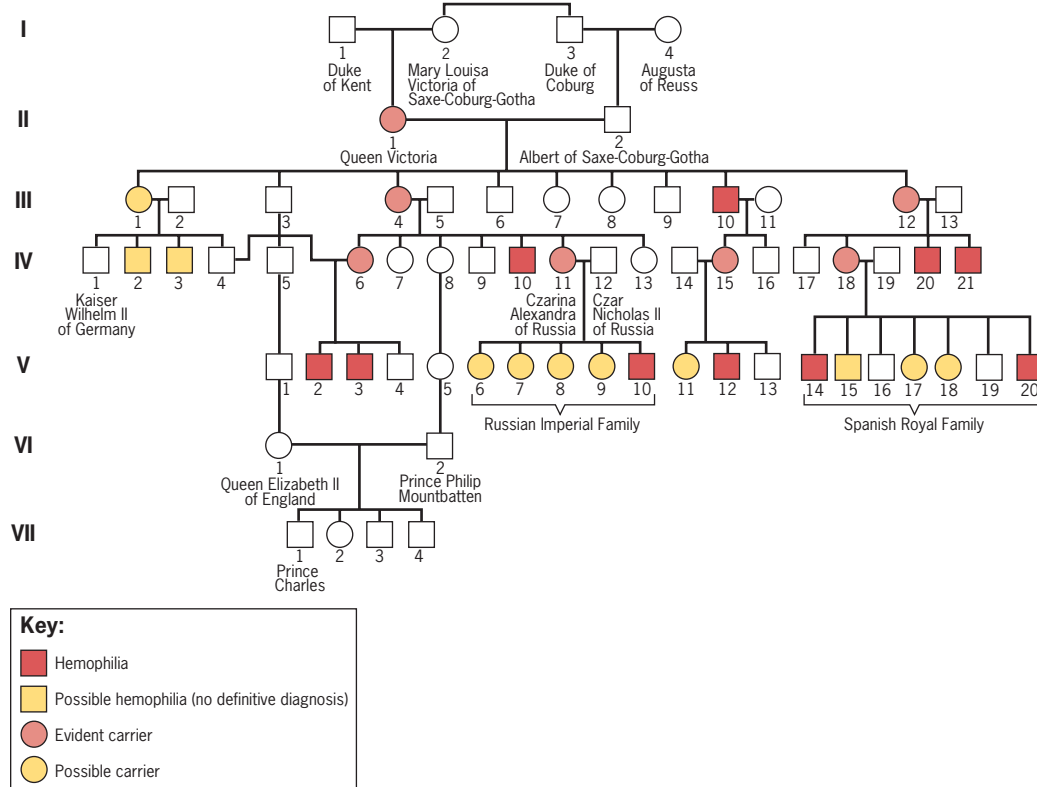 I
1 2 3 4
Duke of Kent
Mary Louisa Victoria of Saxe-Coburg-Gotha
Duke of Coburg
Augusta of Reuss
II
1 2
Queen Victoria
Albert of Saxe-Coburg-Gotha
III
1 2 3 4 5 6 7 8 9 10 11 12 13
IV
1 2 3 4 5 6 7 8 9 10 11 12 13 14 15 16 17 18 19 20 21
Kaiser
Wilhelm II
of Germany
Czarina
Alexandra
of Russia
Czar
Nicholas II
of Russia
V
1 2 3 4 5 6 7 8 9 10 11 12 13 14 15 16 17 18 19 20
Russian Imperial Family
Spanish Royal Family
VI
1 2
Queen Elizabeth II
of England
Prince Philip
Mountbatten
VII
1 2 3 4
Prince
Charles
Key:
Hemophilia
Possible hemophilia (no definitive diagnosis)
Evident carrier
Possible carrier